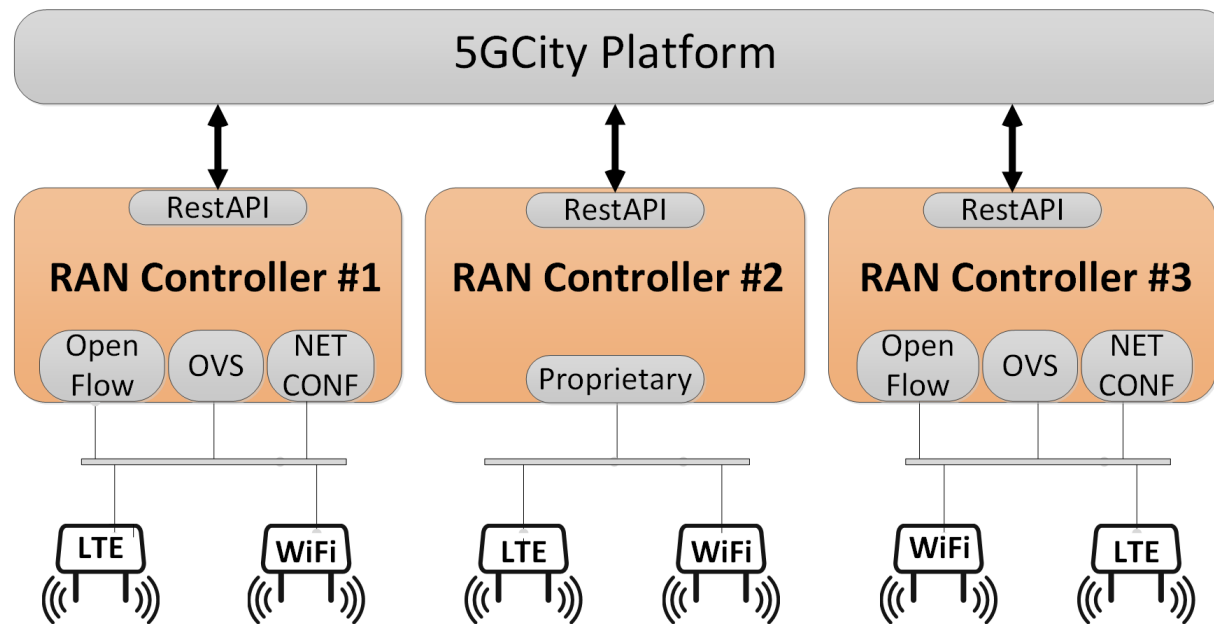 5GCity Platform
RestAPI
RAN Controller #1
Open
Flow
OVS
NET
CONF
RestAPI
RAN Controller #2
Proprietary
RestAPI
RAN Controller #3
Open
Flow
OVS
NET
CONF
LTE
WiFi
LTE
WiFi
WiFi
LTE